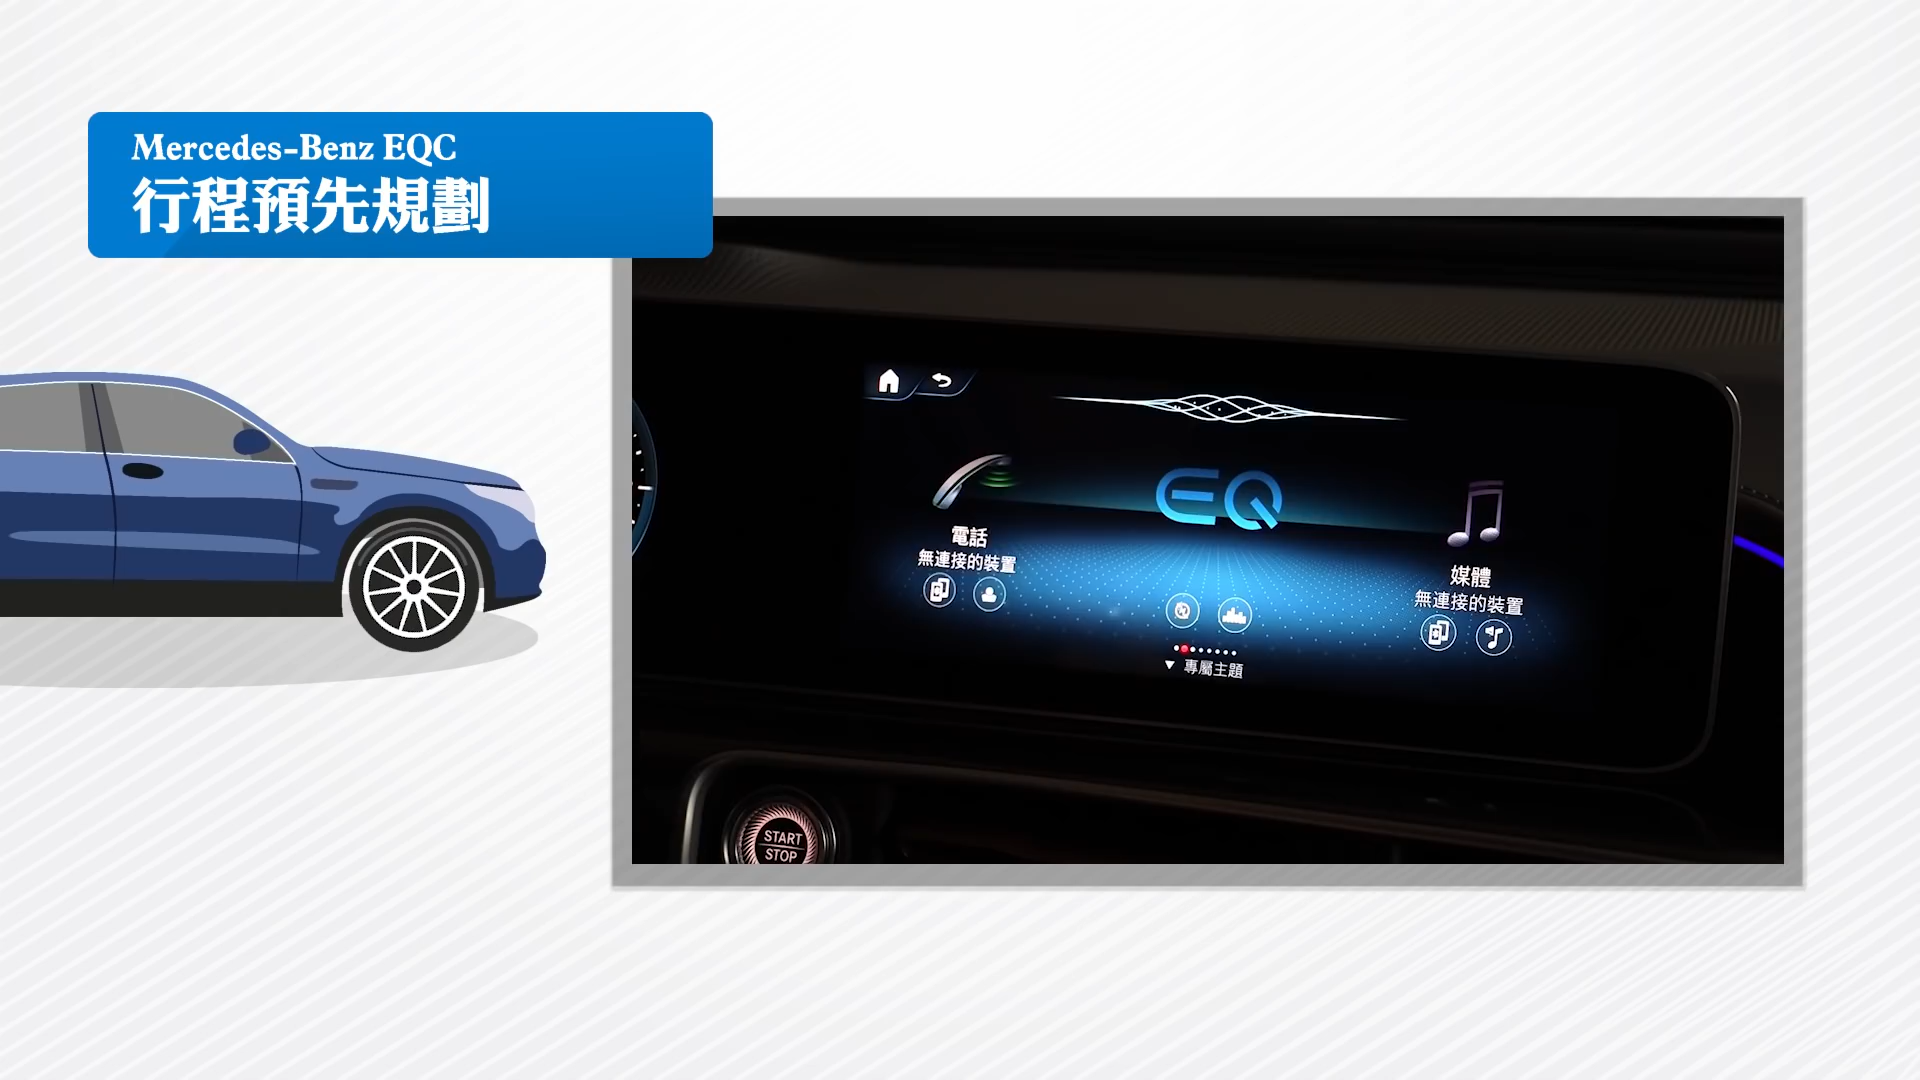 Mercedes-Benz EQC
行程預先規劃
EQ
電話
無連接的裝置
媒體
無連接的裝置
專屬主題
START
STOP